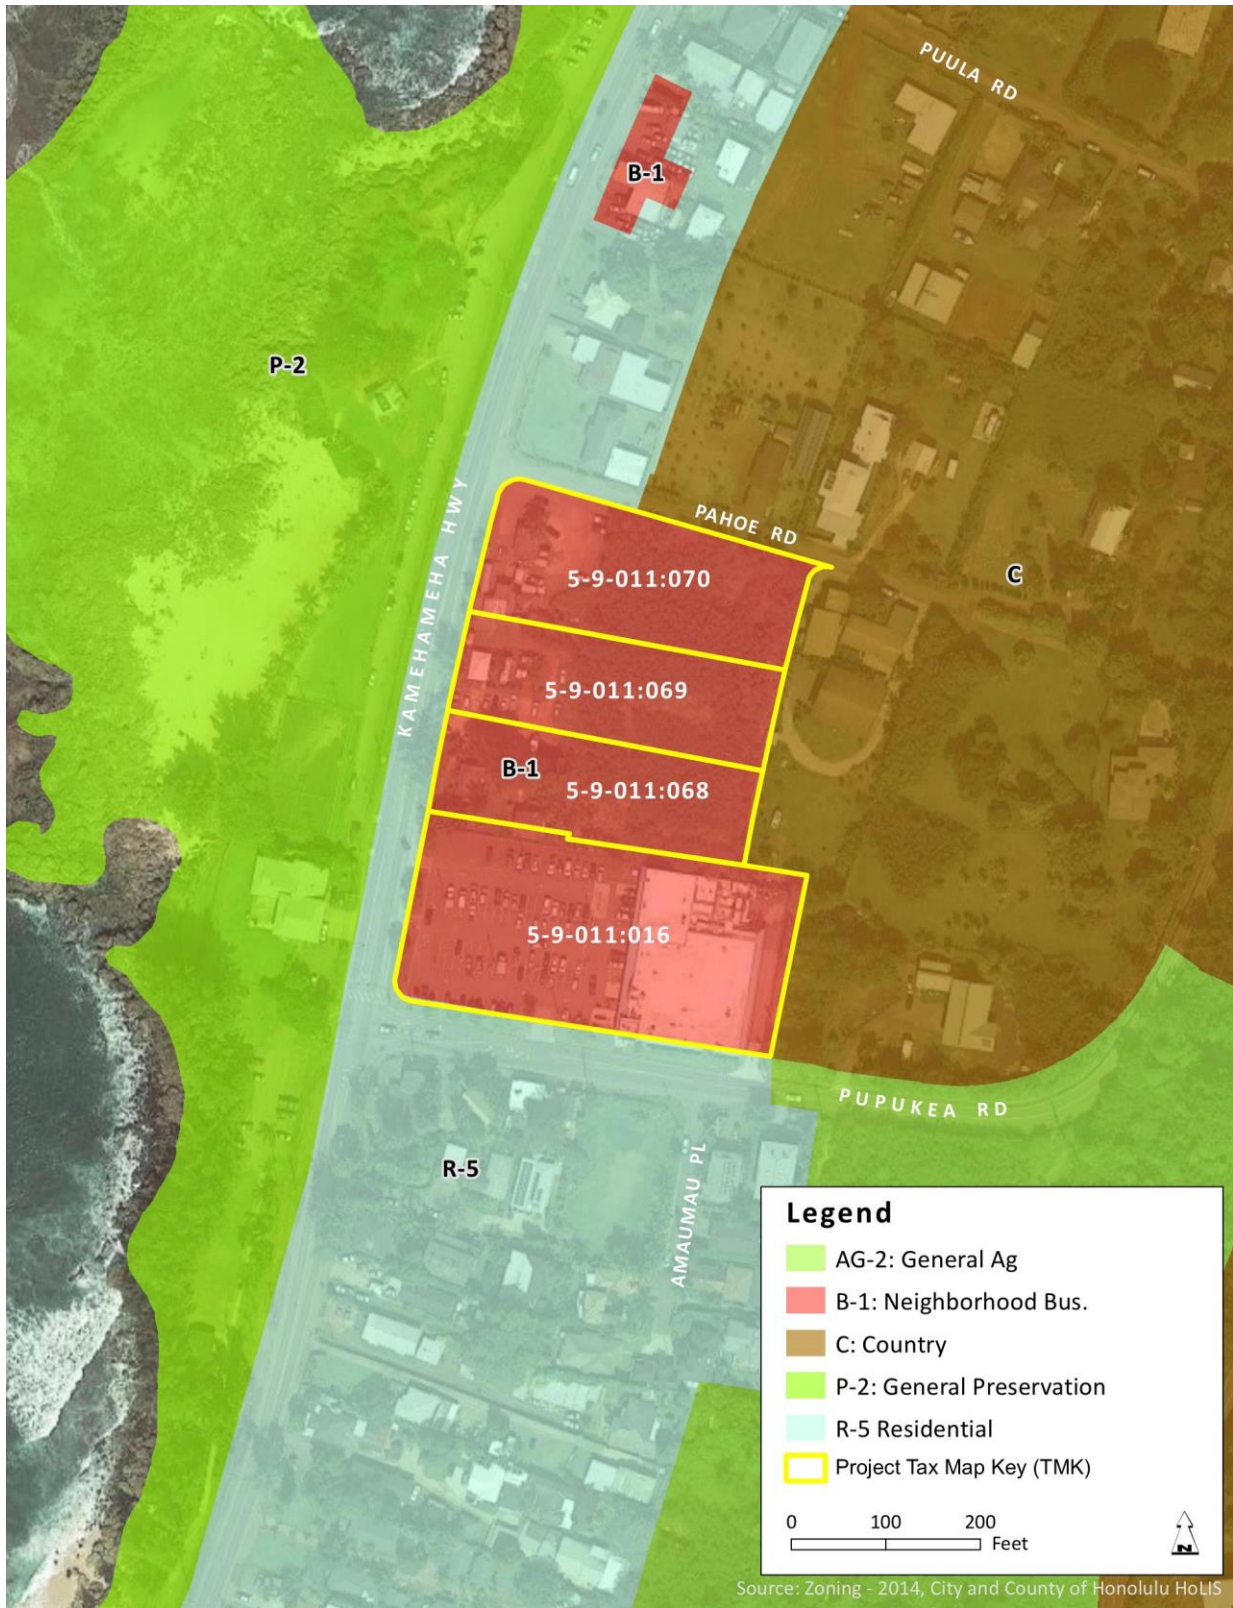 PUULA RD
B-1
P-2
KAMEHAMEHA HWY
PAHOE RD
C
5-9-011:070
5-9-011:069
B-1
5-9-011:068
5-9-011:016
PUPUKEA RD
R-5
AMAUMAU PL
Legend
AG-2: General Ag
B-1: Neighborhood Bus.
C: Country
P-2: General Preservation
R-5 Residential
Project Tax Map Key (TMK)
0 100 200
Feet
N
Source: Zoning - 2014, City and County of Honolulu HoLIS